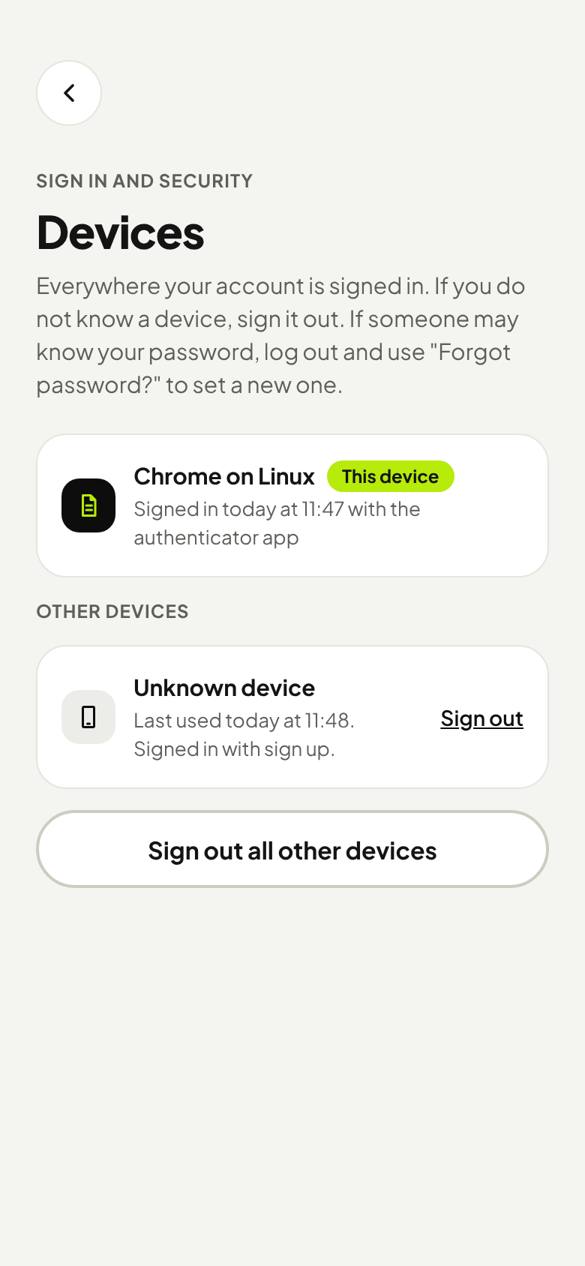 SIGN IN AND SECURITY
Devices
Everywhere your account is signed in. If you do
not know a device, sign it out. If someone may
know your password, log out and use "Forgot
password?" to set a new one.
Chrome on Linux This device
Signed in today at 11:47 with the
authenticator app
OTHER DEVICES
Unknown device
Last used today at 11:48.
Signed in with sign up.
Sign out
Sign out all other devices